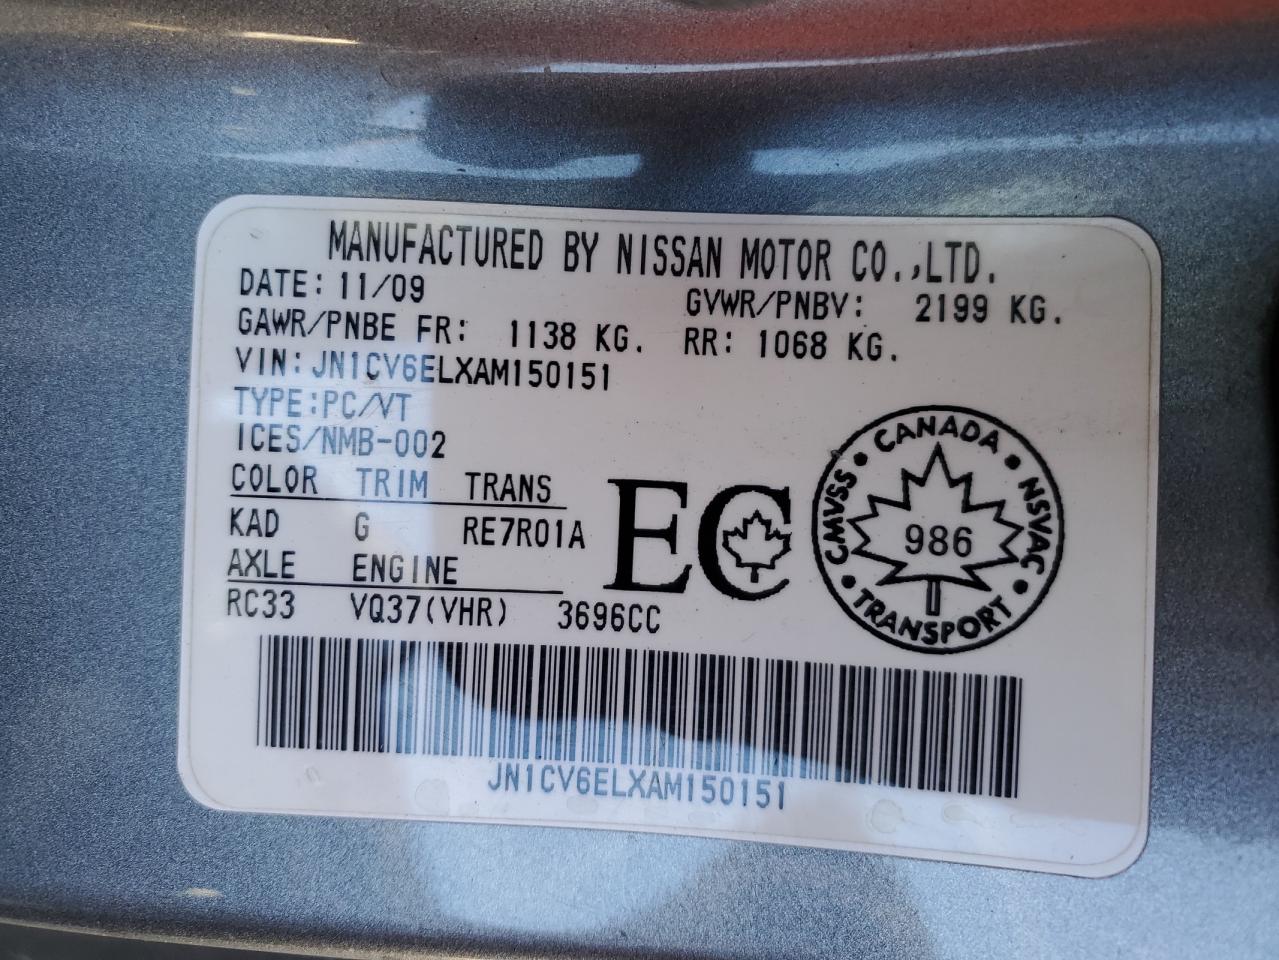 MANUFACTURED BY NISSAN MOTOR CO.,LTD.
DATE: 11/09 GVWR/PNBV: 2199 KG.
GAWR/PNBE FR: 1138 KG. RR: 1068 KG.
VIN: JN1CV6ELXAM150151
TYPE:PC/VT
ICES/NMB-002
COLOR TRIM TRANS
KAD G RE7R01A
AXLE ENGINE
RC33 VQ37(VHR) 3696CC
EC
CANADA
CMVSS
NSVAC
986
TRANSPORT
JN1CV6ELXAM150151